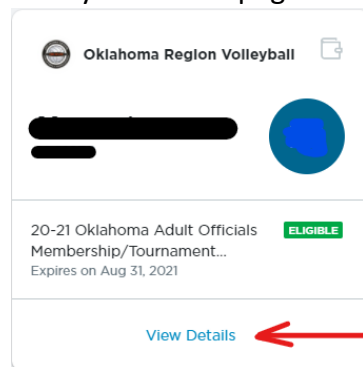 Oklahoma Region Volleyball
20-21 Oklahoma Adult Officials
ELIGIBLE
Membership/Tournament...
Expires on Aug 31, 2021
View Details